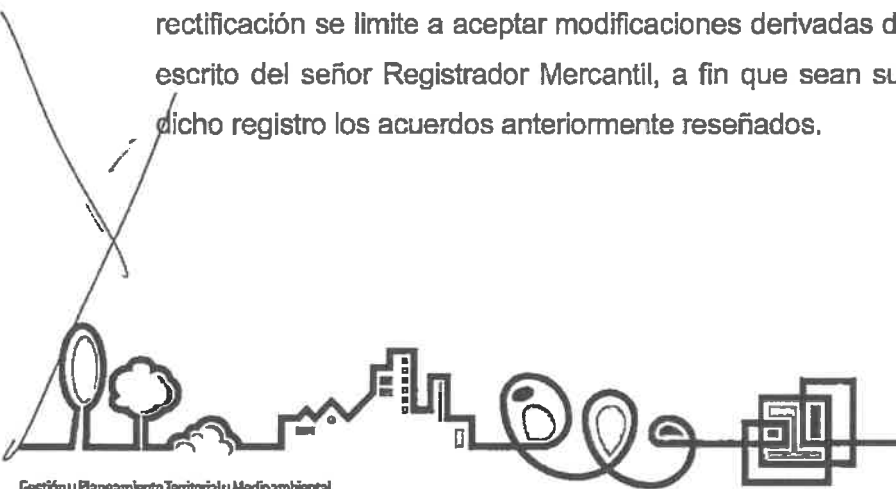 rectificación se limite a aceptar modificaciones derivadas d
escrito del señor Registrador Mercantil, a fin que sean su
dicho registro los acuerdos anteriormente reseñados.
Gestión y Planeamiento Territorial y Medioambiental